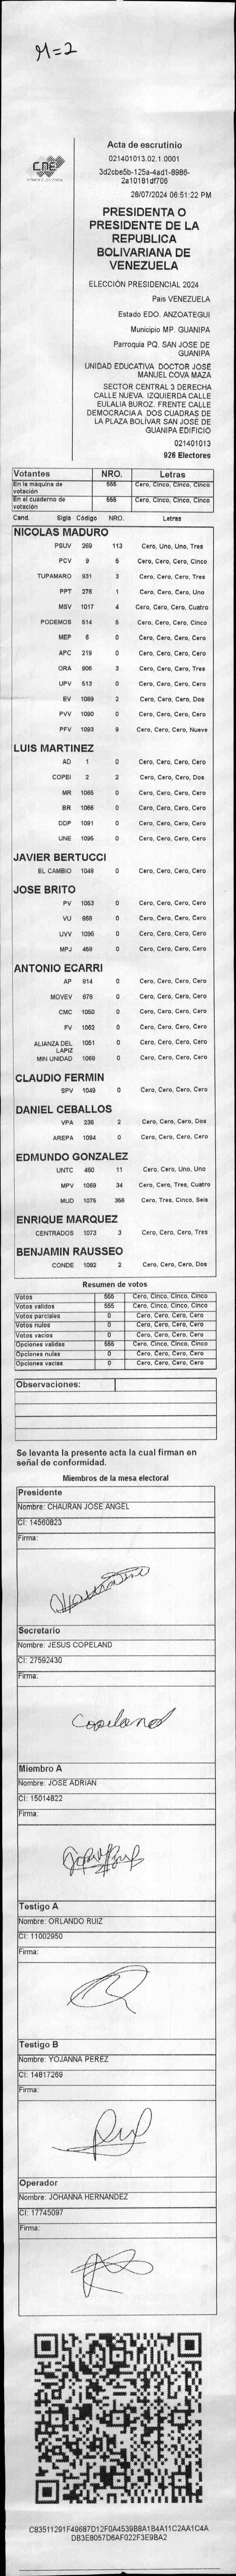 M=2
CNE
Acta de escrutinio
021401013.02.1.0001
3d2cbe5b-125a-4ad1-8986-
2a10181df706
28/07/2024 06:51:22 PM
PRESIDENTA O
PRESIDENTE DE LA
REPUBLICA
BOLIVARIANA DE
VENEZUELA
ELECCIÓN PRESIDENCIAL 2024
Pais VENEZUELA
Estado EDO. ANZOATEGUI
Municipio MP. GUANIPA
Parroquia PQ. SAN JOSE DE
GUANIPA
UNIDAD EDUCATIVA DOCTOR JOSÉ
MANUEL COVA MAZA
SECTOR CENTRAL 3 DERECHA
CALLE NUEVA. IZQUIERDA CALLE
EULALIA BUROZ. FRENTE CALLE
DEMOCRACIA A DOS CUADRAS DE
LA PLAZA BOLÍVAR SAN JOSÉ DE
GUANIPA EDIFICIO
021401013
926 Electores
Votantes NRO. Letras
En la máquina de votación 555 Cero, Cinco, Cinco, Cinco
En el cuaderno de votación 555 Cero, Cinco, Cinco, Cinco
Cand. Sigla Código NRO. Letras
NICOLAS MADURO
PSUV 269 113 Cero, Uno, Uno, Tres
PCV 9 5 Cero, Cero, Cero, Cinco
TUPAMARO 931 3 Cero, Cero, Cero, Tres
PPT 276 1 Cero, Cero, Cero, Uno
MSV 1017 4 Cero, Cero, Cero, Cuatro
PODEMOS 514 5 Cero, Cero, Cero, Cinco
MEP 6 0 Cero, Cero, Cero, Cero
APC 219 0 Cero, Cero, Cero, Cero
ORA 906 3 Cero, Cero, Cero, Tres
UPV 513 0 Cero, Cero, Cero, Cero
EV 1089 2 Cero, Cero, Cero, Dos
PVV 1090 0 Cero, Cero, Cero, Cero
PFV 1093 9 Cero, Cero, Cero, Nueve
LUIS MARTINEZ
AD 1 0 Cero, Cero, Cero, Cero
COPEI 2 2 Cero, Cero, Cero, Dos
MR 1065 0 Cero, Cero, Cero, Cero
BR 1066 0 Cero, Cero, Cero, Cero
DDP 1091 0 Cero, Cero, Cero, Cero
UNE 1095 0 Cero, Cero, Cero, Cero
JAVIER BERTUCCI
EL CAMBIO 1048 0 Cero, Cero, Cero, Cero
JOSE BRITO
PV 1053 0 Cero, Cero, Cero, Cero
VU 868 0 Cero, Cero, Cero, Cero
UVV 1096 0 Cero, Cero, Cero, Cero
MPJ 459 0 Cero, Cero, Cero, Cero
ANTONIO ECARRI
AP 914 0 Cero, Cero, Cero, Cero
MOVEV 878 0 Cero, Cero, Cero, Cero
CMC 1050 0 Cero, Cero, Cero, Cero
FV 1062 0 Cero, Cero, Cero, Cero
ALIANZA DEL LAPIZ 1051 0 Cero, Cero, Cero, Cero
MIN UNIDAD 1068 0 Cero, Cero, Cero, Cero
CLAUDIO FERMIN
SPV 1049 0 Cero, Cero, Cero, Cero
DANIEL CEBALLOS
VPA 236 2 Cero, Cero, Cero, Dos
AREPA 1094 0 Cero, Cero, Cero, Cero
EDMUNDO GONZALEZ
UNTC 460 11 Cero, Cero, Uno, Uno
MPV 1069 34 Cero, Cero, Tres, Cuatro
MUD 1075 356 Cero, Tres, Cinco, Seis
ENRIQUE MARQUEZ
CENTRADOS 1073 3 Cero, Cero, Cero, Tres
BENJAMIN RAUSSEO
CONDE 1092 2 Cero, Cero, Cero, Dos
Resumen de votos
Votos 555 Cero, Cinco, Cinco, Cinco
Votos validos 555 Cero, Cinco, Cinco, Cinco
Votos parciales 0 Cero, Cero, Cero, Cero
Votos nulos 0 Cero, Cero, Cero, Cero
Votos vacios 0 Cero, Cero, Cero, Cero
Opciones validas 555 Cero, Cinco, Cinco, Cinco
Opciones nulas 0 Cero, Cero, Cero, Cero
Opciones vacias 0 Cero, Cero, Cero, Cero
Observaciones:
Se levanta la presente acta la cual firman en
señal de conformidad.
Miembros de la mesa electoral
Presidente
Nombre: CHAURAN JOSE ANGEL
CI: 14560823
Firma:
Secretario
Nombre: JESUS COPELAND
CI: 27592430
Firma:
Copeland
Miembro A
Nombre: JOSE ADRIAN
CI: 15014822
Firma:
Testigo A
Nombre: ORLANDO RUIZ
CI: 11002950
Firma:
Testigo B
Nombre: YOJANNA PEREZ
CI: 14817269
Firma:
Operador
Nombre: JOHANNA HERNANDEZ
CI: 17745097
Firma:
C83511291F49687D12F0A4539B8A1B4A11C2AA1C4A
DB3E8057D6AF022F3E9BA2